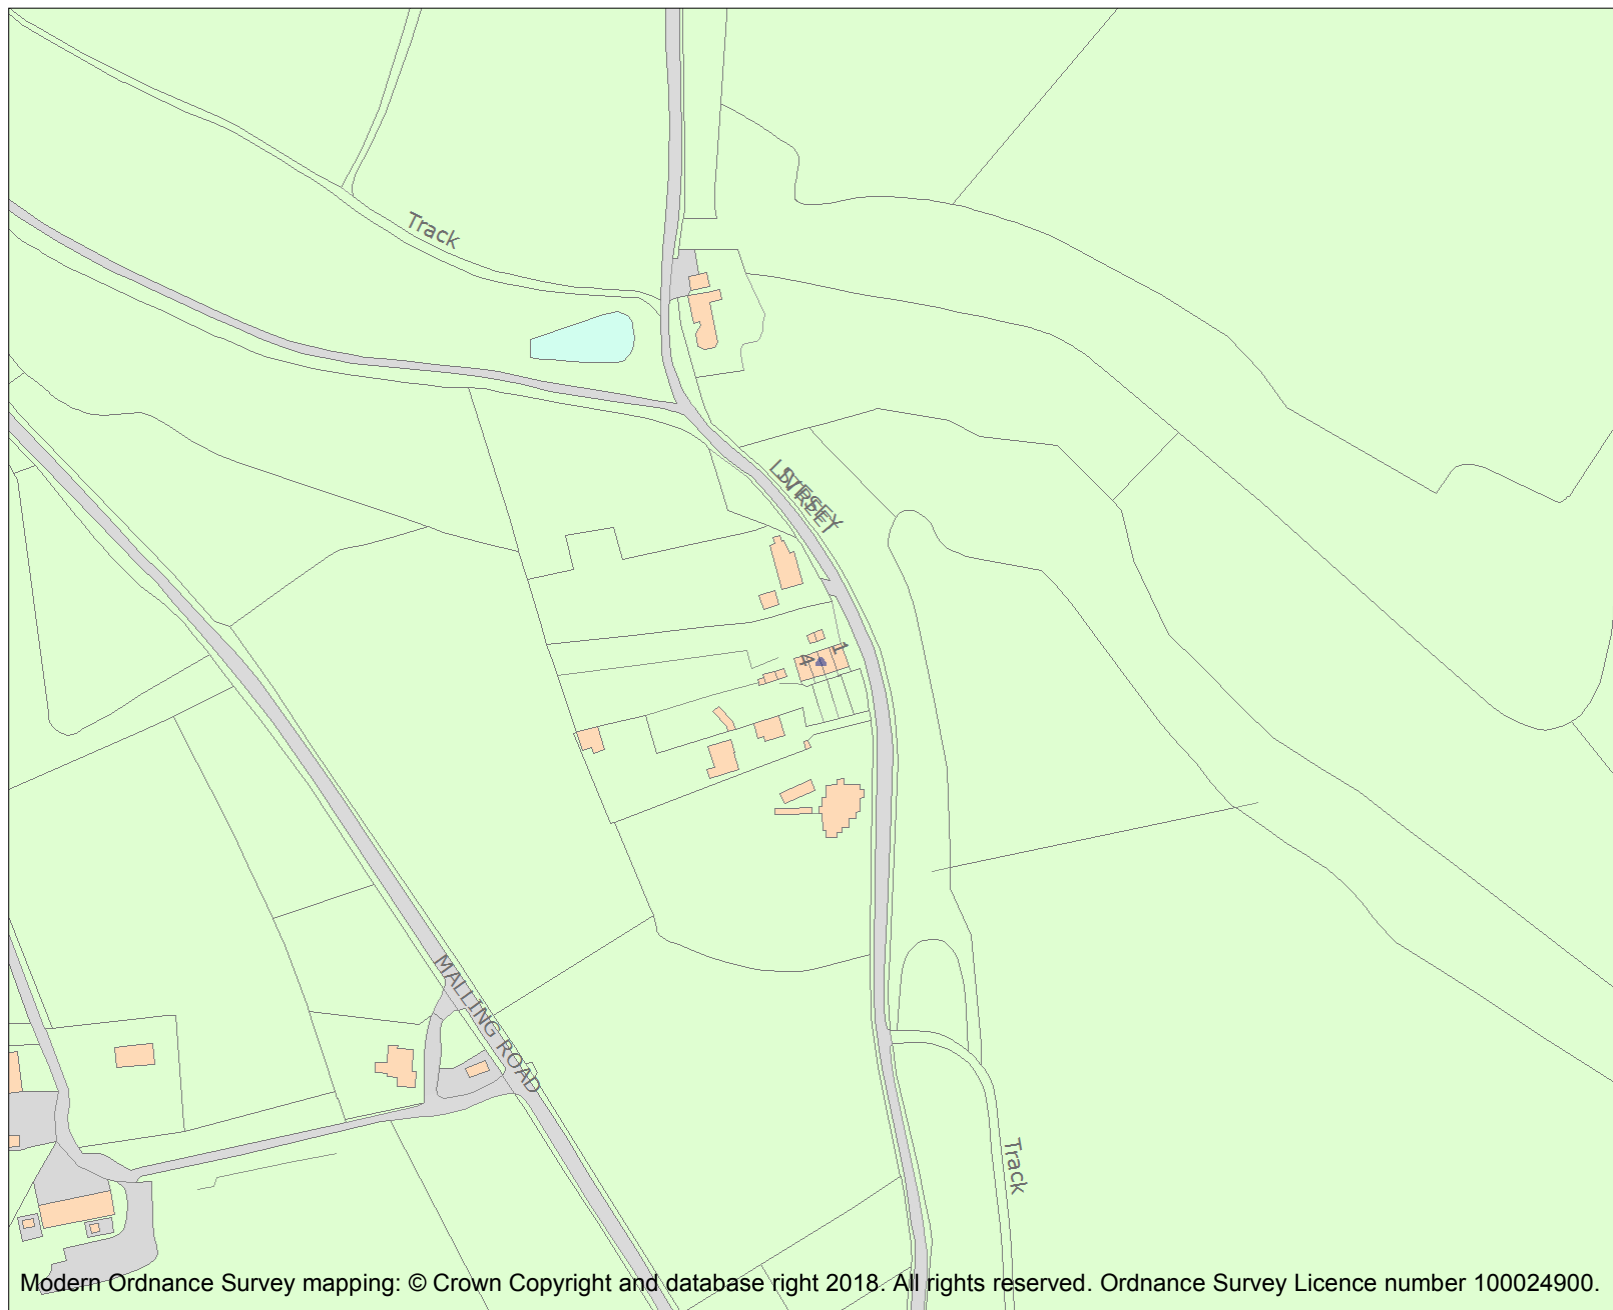 Track
LIVESEY
STREET
1
4
MALLING ROAD
Track
Modern Ordnance Survey mapping: © Crown Copyright and database right 2018. All rights reserved. Ordnance Survey Licence number 100024900.